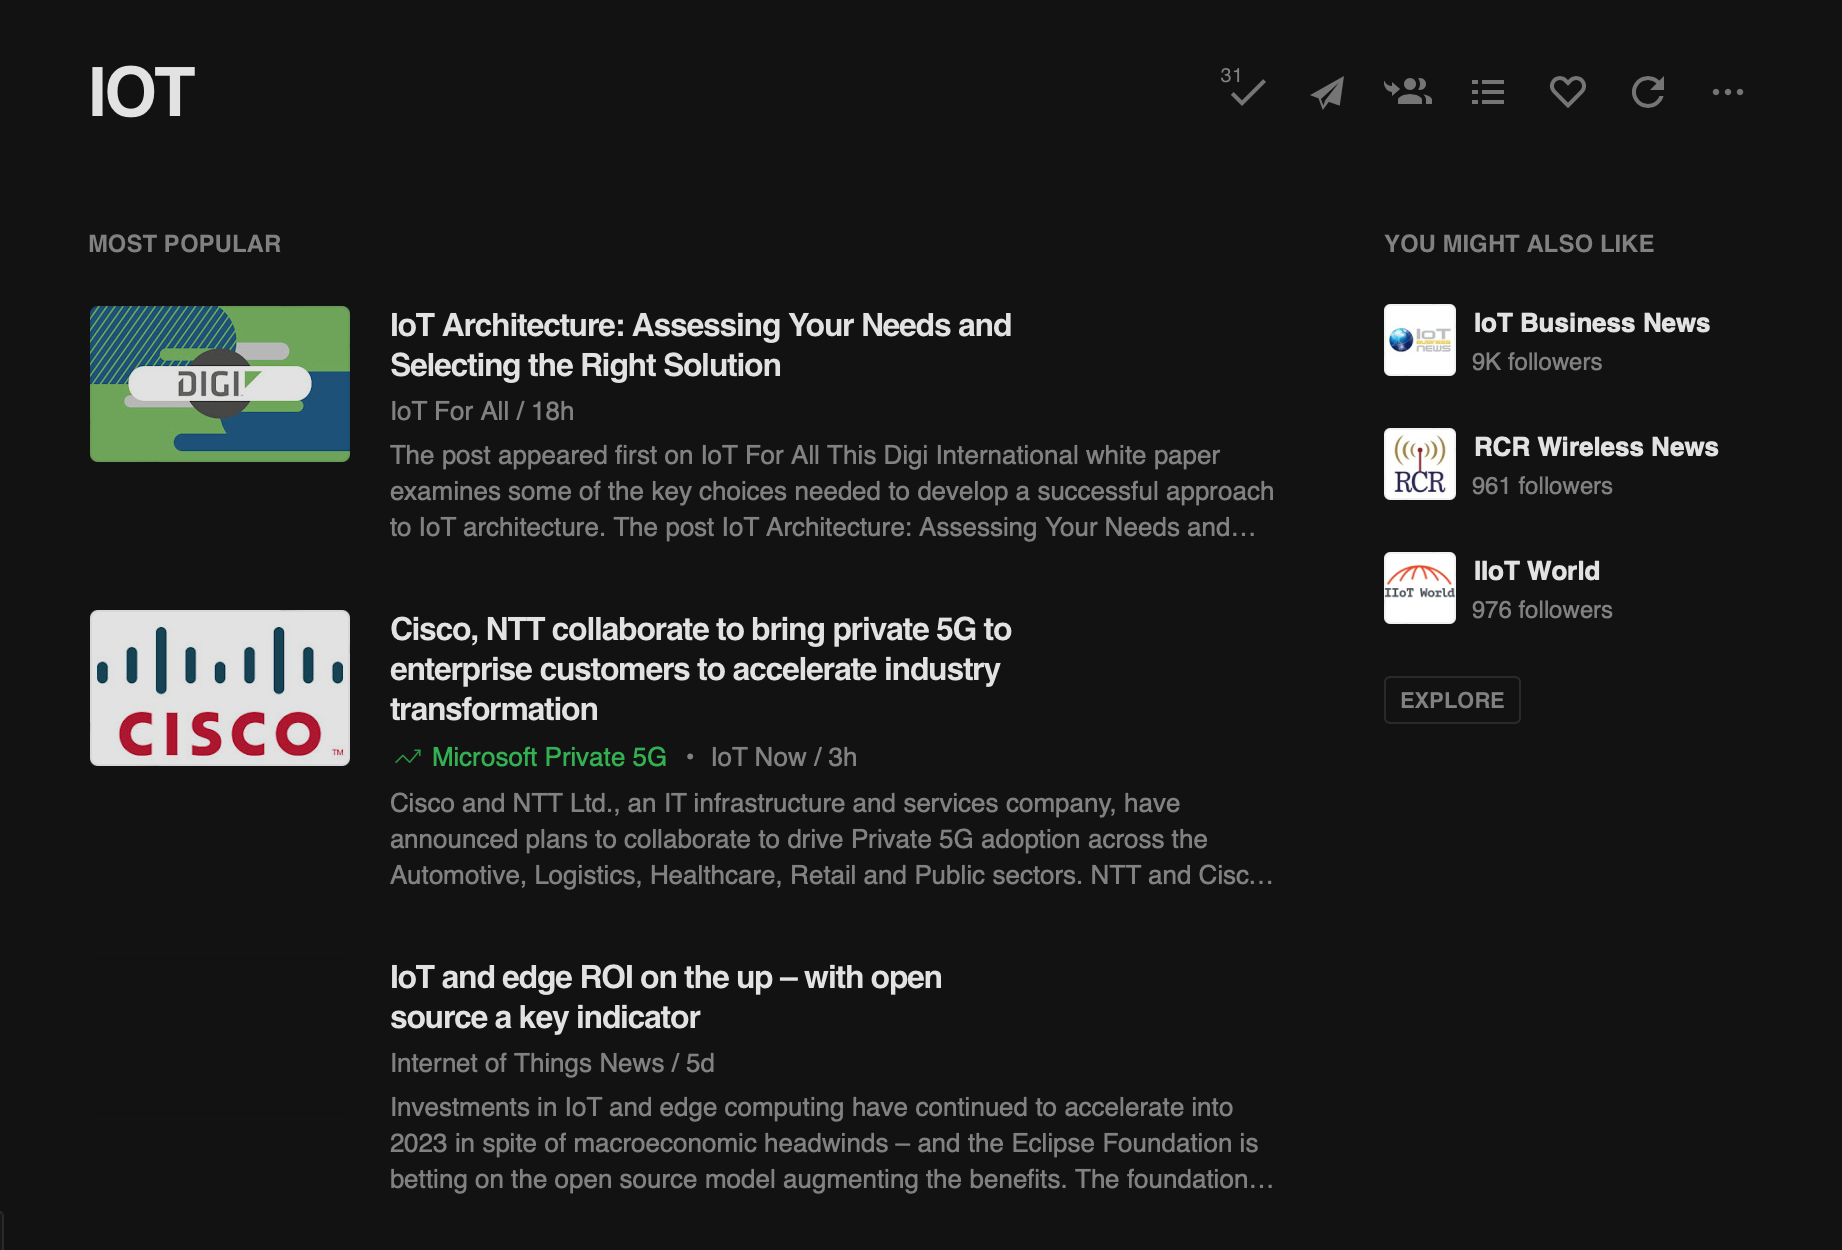 IOT
31
MOST POPULAR
DIGI
IoT Architecture: Assessing Your Needs and
Selecting the Right Solution
IoT For All / 18h
The post appeared first on IoT For All This Digi International white paper
examines some of the key choices needed to develop a successful approach
to IoT architecture. The post IoT Architecture: Assessing Your Needs and…
CISCO TM
Cisco, NTT collaborate to bring private 5G to
enterprise customers to accelerate industry
transformation
Microsoft Private 5G • IoT Now / 3h
Cisco and NTT Ltd., an IT infrastructure and services company, have
announced plans to collaborate to drive Private 5G adoption across the
Automotive, Logistics, Healthcare, Retail and Public sectors. NTT and Cisc…
IoT and edge ROI on the up – with open
source a key indicator
Internet of Things News / 5d
Investments in IoT and edge computing have continued to accelerate into
2023 in spite of macroeconomic headwinds – and the Eclipse Foundation is
betting on the open source model augmenting the benefits. The foundation…
YOU MIGHT ALSO LIKE
IoT
BUSINESS
NEWS
IoT Business News
9K followers
RCR
RCR Wireless News
961 followers
IIoT World
IIoT World
976 followers
EXPLORE